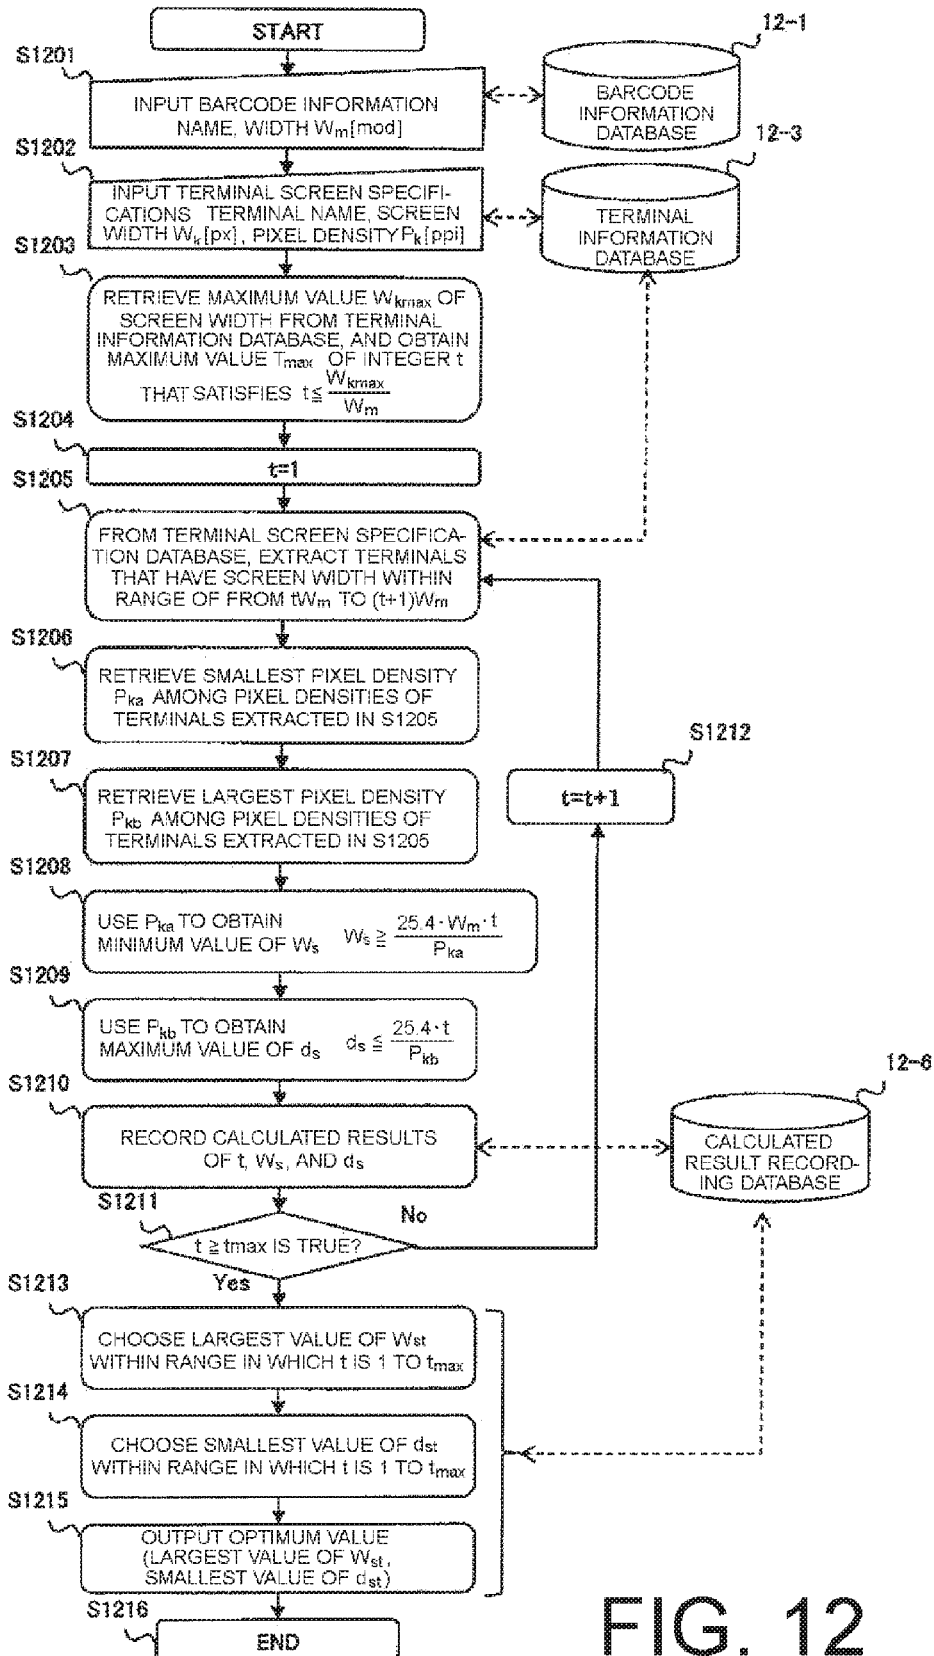 START
S1201
12-1
INPUT BARCODE INFORMATION
NAME, WIDTH Wm[mod]
BARCODE
INFORMATION
DATABASE
S1202
12-3
INPUT TERMINAL SCREEN SPECIFI-
CATIONS TERMINAL NAME, SCREEN
WIDTH Wk[px], PIXEL DENSITY Pk[ppi]
TERMINAL
INFORMATION
DATABASE
S1203
RETRIEVE MAXIMUM VALUE Wkmax OF
SCREEN WIDTH FROM TERMINAL
INFORMATION DATABASE, AND OBTAIN
MAXIMUM VALUE Tmax OF INTEGER t
THAT SATISFIES t≦ Wkmax/Wm
S1204
t=1
S1205
FROM TERMINAL SCREEN SPECIFICA-
TION DATABASE, EXTRACT TERMINALS
THAT HAVE SCREEN WIDTH WITHIN
RANGE OF FROM tWm TO (t+1)Wm
S1206
RETRIEVE SMALLEST PIXEL DENSITY
Pka AMONG PIXEL DENSITIES OF
TERMINALS EXTRACTED IN S1205
S1212
t=t+1
S1207
RETRIEVE LARGEST PIXEL DENSITY
Pkb AMONG PIXEL DENSITIES OF
TERMINALS EXTRACTED IN S1205
S1208
USE Pka TO OBTAIN
MINIMUM VALUE OF Ws Ws ≧ 25.4·Wm·t/Pka
S1209
USE Pkb TO OBTAIN
MAXIMUM VALUE OF ds ds ≦ 25.4·t/Pkb
S1210
12-6
RECORD CALCULATED RESULTS
OF t, Ws, AND ds
CALCULATED
RESULT RECORD-
ING DATABASE
S1211
t ≧ tmax IS TRUE?
No
Yes
S1213
CHOOSE LARGEST VALUE OF Wst
WITHIN RANGE IN WHICH t IS 1 TO tmax
S1214
CHOOSE SMALLEST VALUE OF dst
WITHIN RANGE IN WHICH t IS 1 TO tmax
S1215
OUTPUT OPTIMUM VALUE
(LARGEST VALUE OF Wst,
SMALLEST VALUE OF dst)
S1216
END
FIG. 12